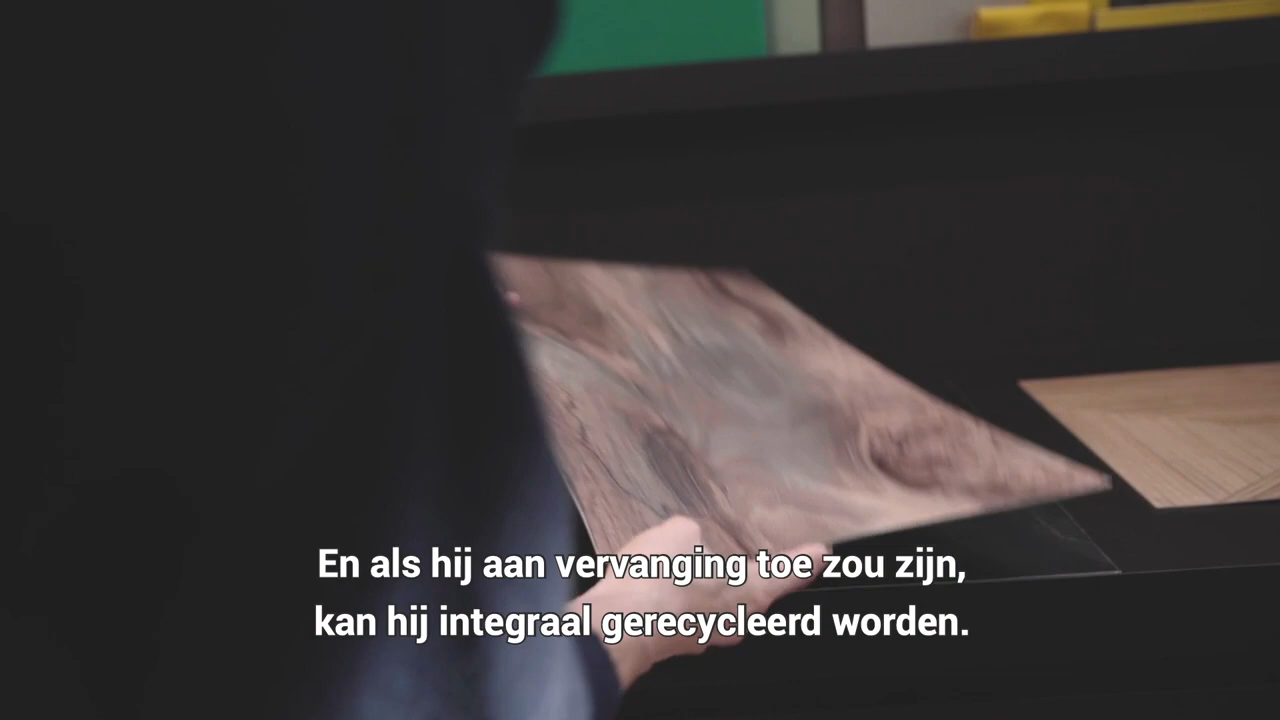 En als hij aan vervanging toe zou zijn,
kan hij integraal gerecycleerd worden.